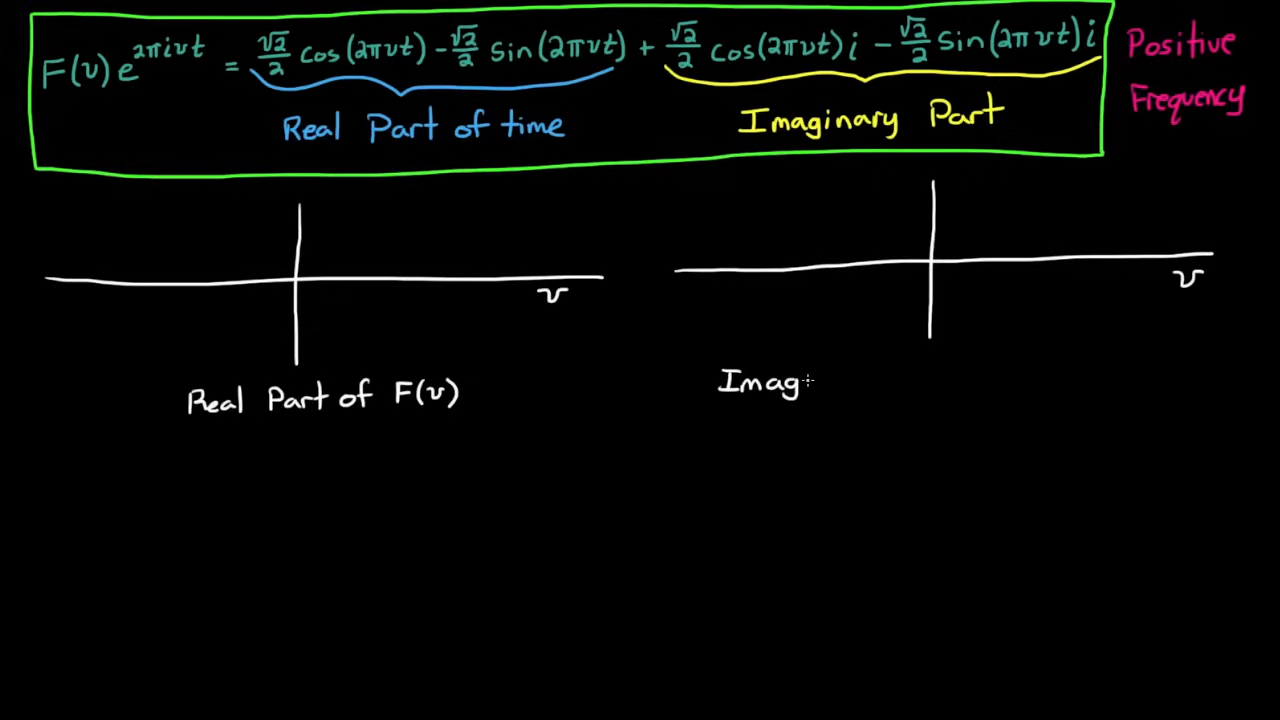 F(v) e^{2πivt} = √2/2 cos(2πvt) - √2/2 sin(2πvt) + √2/2 cos(2πvt)i - √2/2 sin(2πvt)i
Positive
Frequency
Real Part of time
Imaginary Part
v
v
Real Part of F(v)
Imag